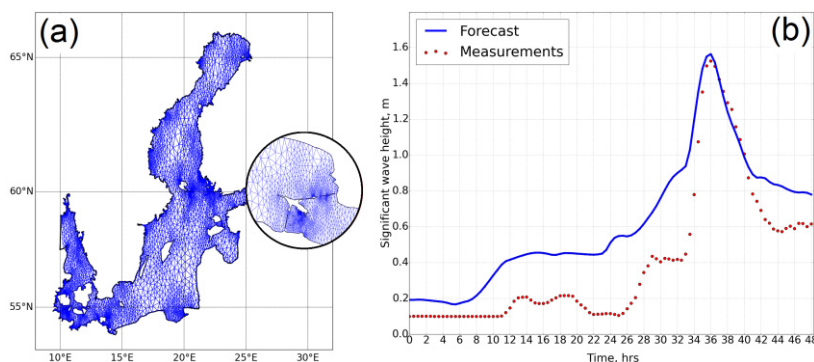 (a)
65°N
60°N
55°N
10°E 15°E 20°E 25°E 30°E
(b)
Forecast
Measurements
Significant wave height, m
1.6
1.4
1.2
1.0
0.8
0.6
0.4
0.2
0.0
0 2 4 6 8 10 12 14 16 18 20 22 24 26 28 30 32 34 36 38 40 42 44 46 48
Time, hrs